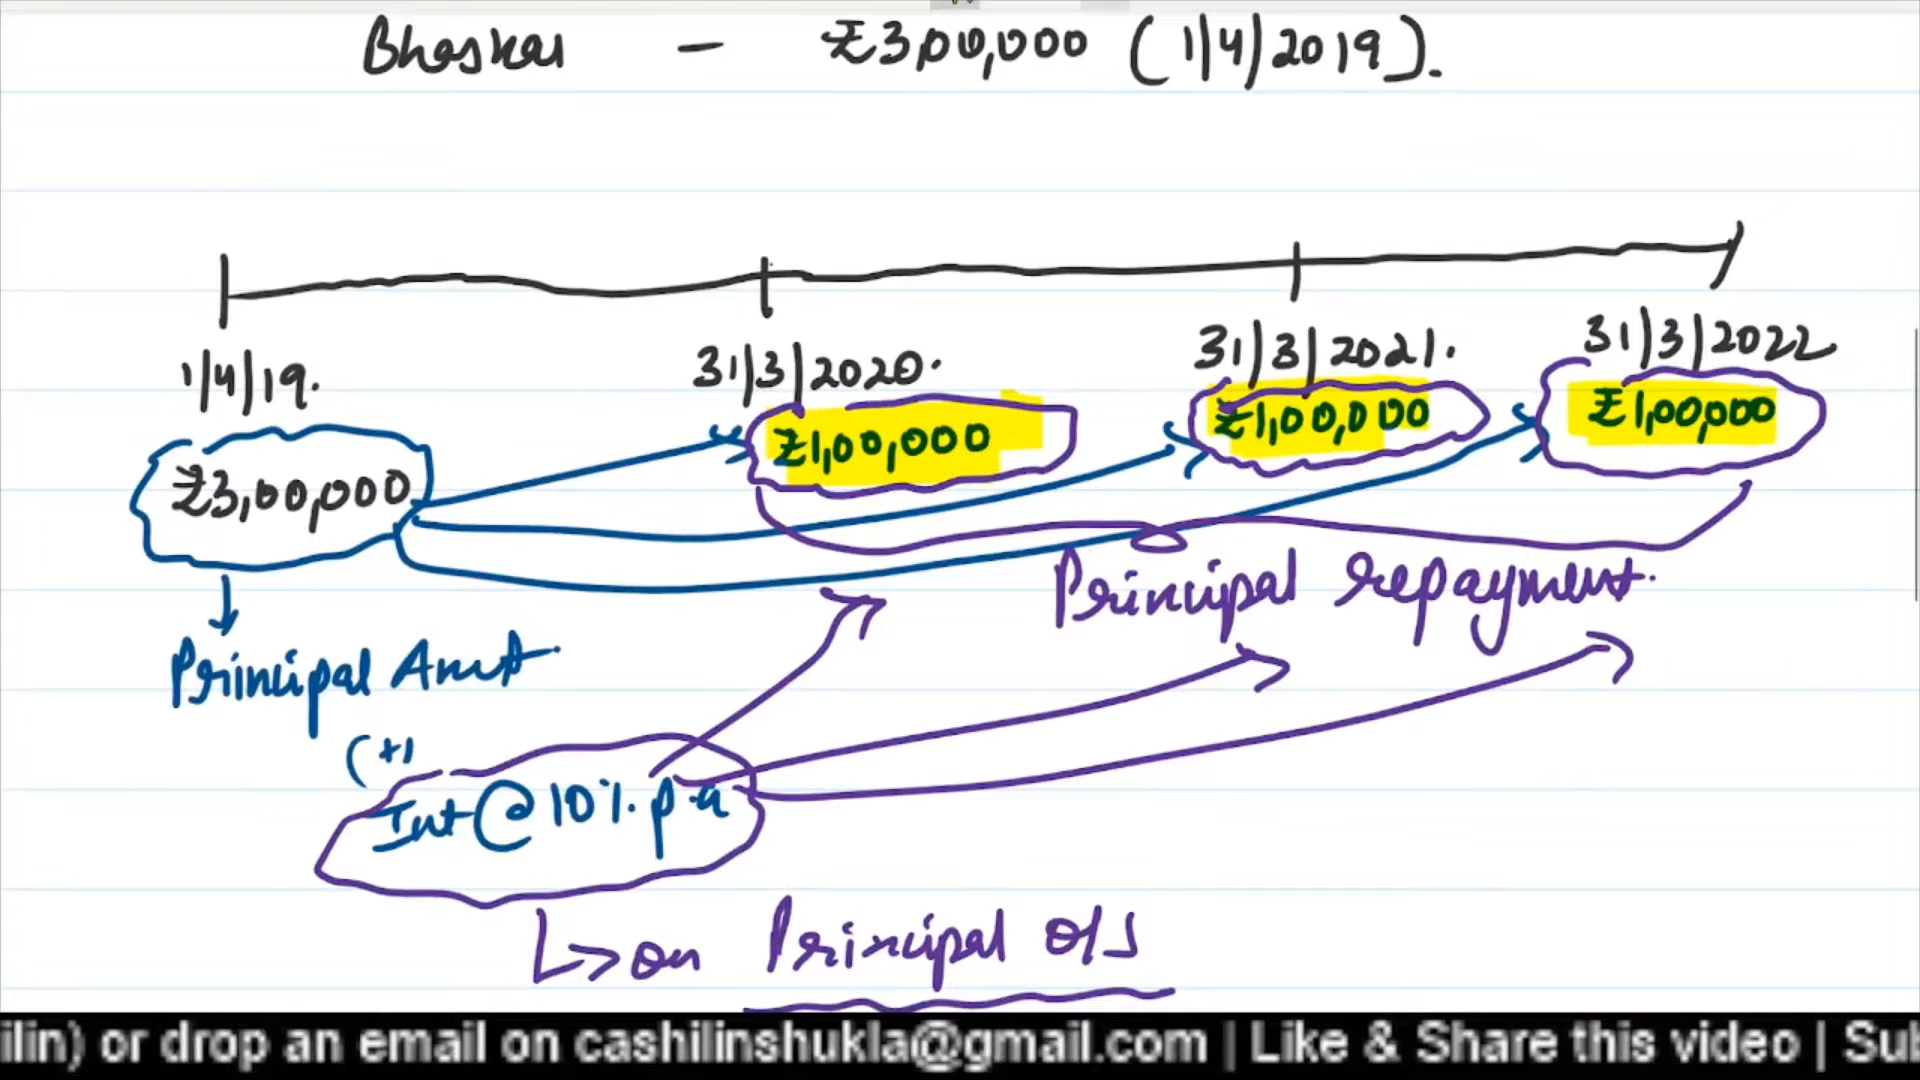 Bhaskar - ₹3,00,000 (1/4/2019).
1/4/19. 31/3/2020. 31/3/2021. 31/3/2022
₹3,00,000 ₹1,00,000 ₹1,00,000 ₹1,00,000
Principal repayment.
Principal Amt.
(+)
Int @ 10%. p.a
on Principal o/s
ilin) or drop an email on cashilinshukla@gmail.com | Like & Share this video | Sub